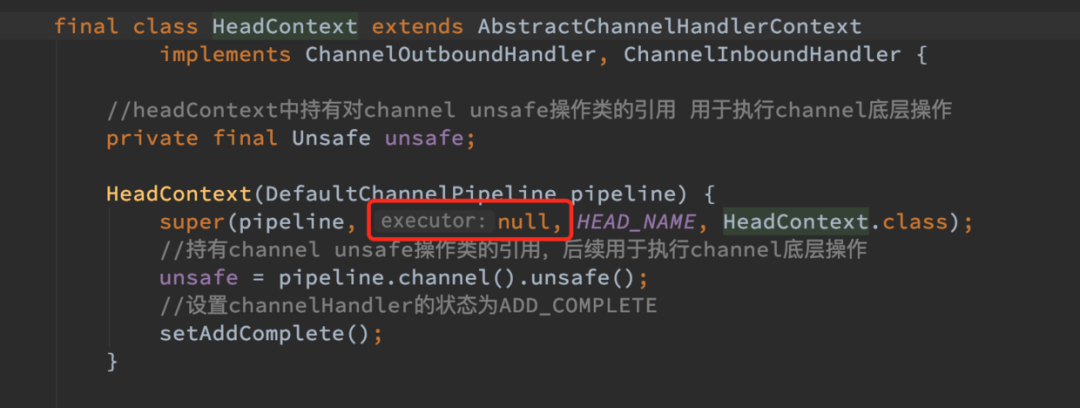 final class HeadContext extends AbstractChannelHandlerContext
implements ChannelOutboundHandler, ChannelInboundHandler {
//headContext中持有对channel unsafe操作类的引用 用于执行channel底层操作
private final Unsafe unsafe;
HeadContext(DefaultChannelPipeline pipeline) {
super(pipeline, executor: null, HEAD_NAME, HeadContext.class);
//持有channel unsafe操作类的引用，后续用于执行channel底层操作
unsafe = pipeline.channel().unsafe();
//设置channelHandler的状态为ADD_COMPLETE
setAddComplete();
}